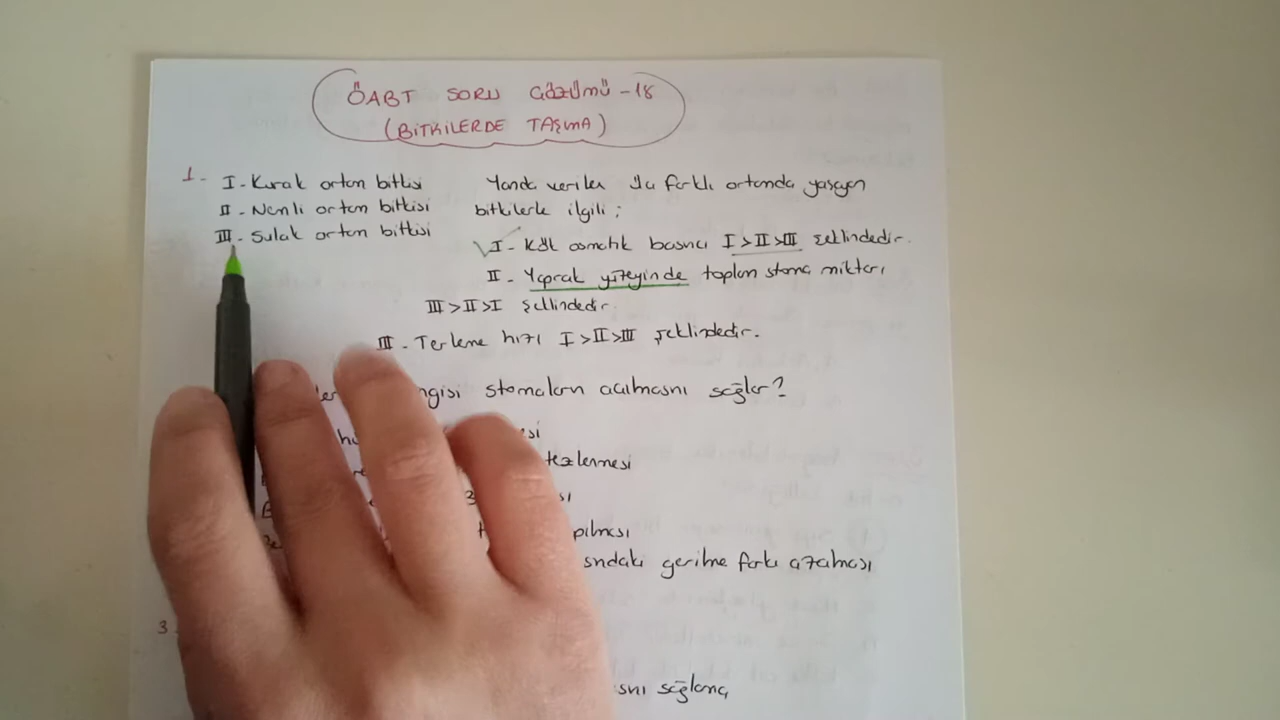 ÖABT SORU ÇÖZÜMÜ -18
(BİTKİLERDE TAŞIMA)
1- I- Kurak ortam bitkisi
II - Nemli ortam bitkisi
III - Sulak ortam bitkisi
Yanda verilen farklı ortamda yaşayan
bitkilerle ilgili ;
I- Kök osmotik basıncı I>II>III şeklindedir.
II - Yaprak yüzeyinde toplam stoma miktarı
III>II>I şeklindedir.
III - Terleme hızı I>II>III şeklindedir.
stomaların açılmasını sağlar?
tezlenmesi
sındaki gerilme farkı azalması
3
sağlama